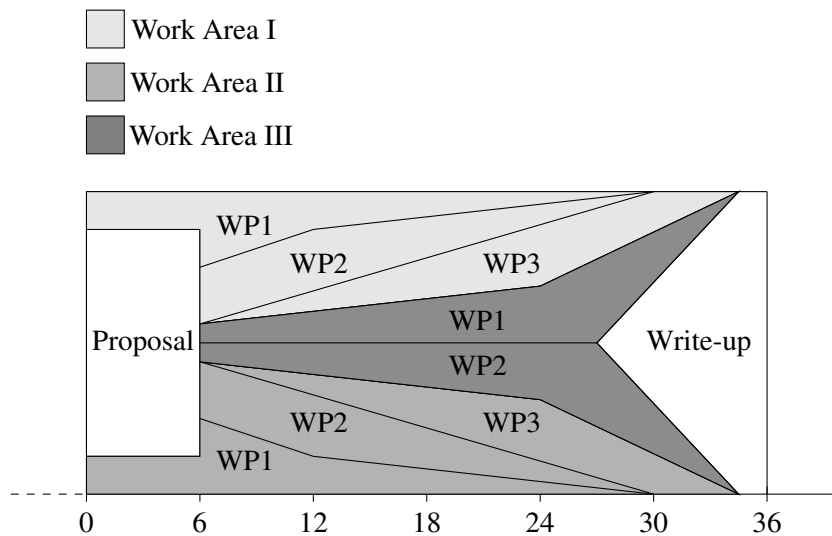 Work Area I
Work Area II
Work Area III
WP1
WP2
WP3
WP1
Proposal
Write-up
WP2
WP2
WP3
WP1
0 6 12 18 24 30 36